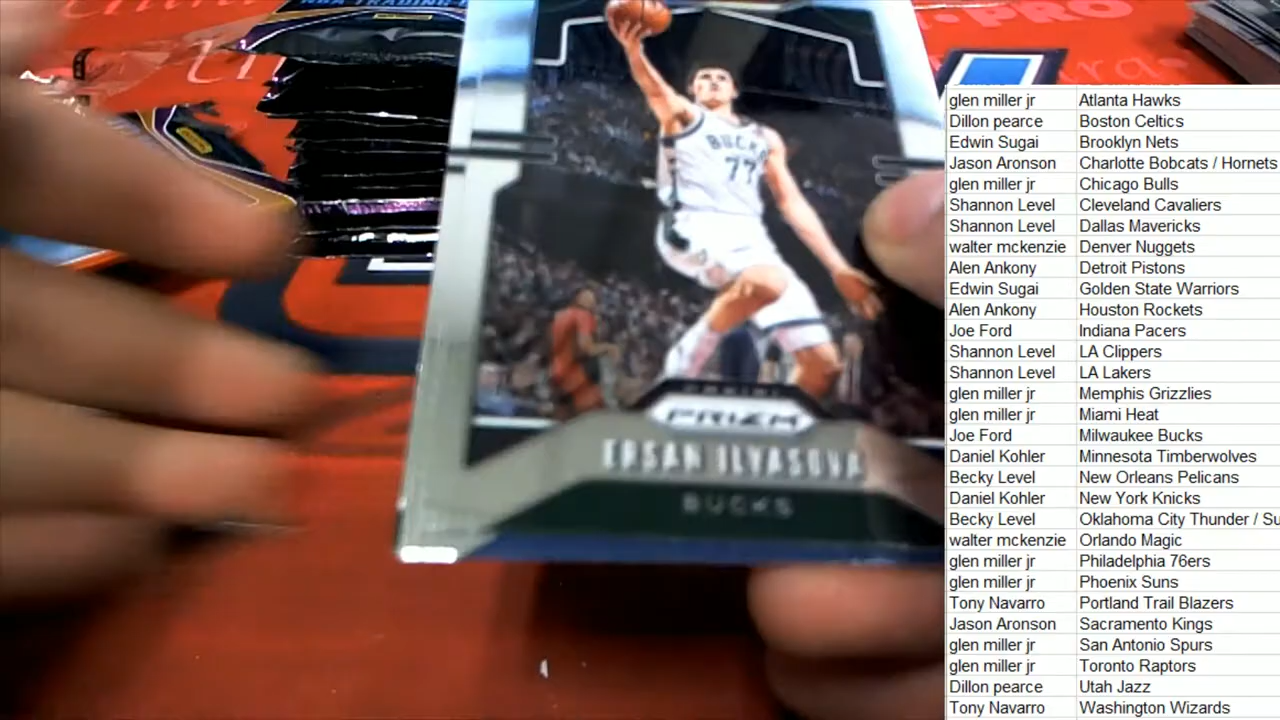 NBA TRADING
PRO
BUCKS
77
PANINI
PRIZM
ERSAN ILYASOVA
BUCKS
glen miller jr Atlanta Hawks
Dillon pearce Boston Celtics
Edwin Sugai Brooklyn Nets
Jason Aronson Charlotte Bobcats / Hornets
glen miller jr Chicago Bulls
Shannon Level Cleveland Cavaliers
Shannon Level Dallas Mavericks
walter mckenzie Denver Nuggets
Alen Ankony Detroit Pistons
Edwin Sugai Golden State Warriors
Alen Ankony Houston Rockets
Joe Ford Indiana Pacers
Shannon Level LA Clippers
Shannon Level LA Lakers
glen miller jr Memphis Grizzlies
glen miller jr Miami Heat
Joe Ford Milwaukee Bucks
Daniel Kohler Minnesota Timberwolves
Becky Level New Orleans Pelicans
Daniel Kohler New York Knicks
Becky Level Oklahoma City Thunder / Su
walter mckenzie Orlando Magic
glen miller jr Philadelphia 76ers
glen miller jr Phoenix Suns
Tony Navarro Portland Trail Blazers
Jason Aronson Sacramento Kings
glen miller jr San Antonio Spurs
glen miller jr Toronto Raptors
Dillon pearce Utah Jazz
Tony Navarro Washington Wizards